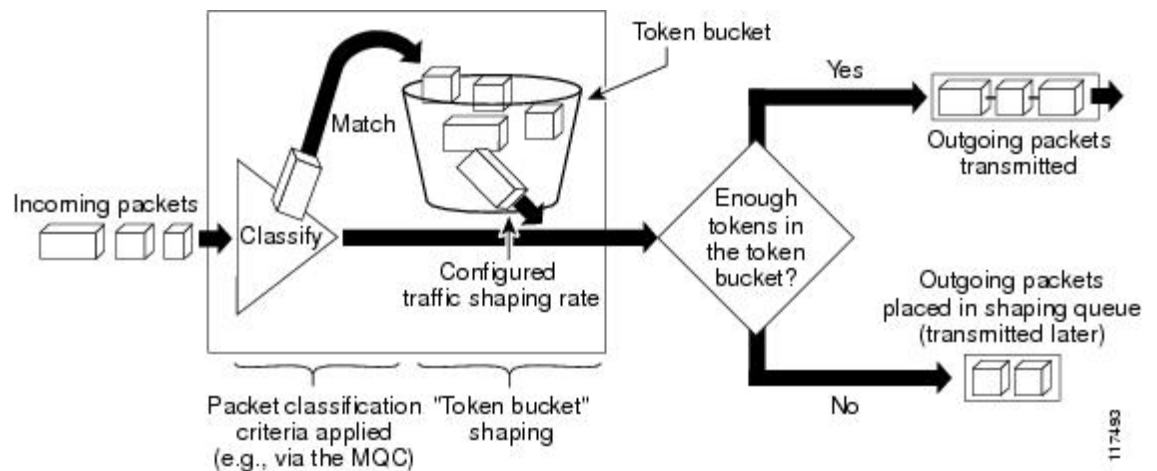 Token bucket
Match
Yes
Outgoing packets
transmitted
Incoming packets
Classify
Configured
traffic shaping rate
Enough
tokens in
the token
bucket?
Outgoing packets
placed in shaping queue
(transmitted later)
No
Packet classification
criteria applied
(e.g., via the MQC)
"Token bucket"
shaping
117493